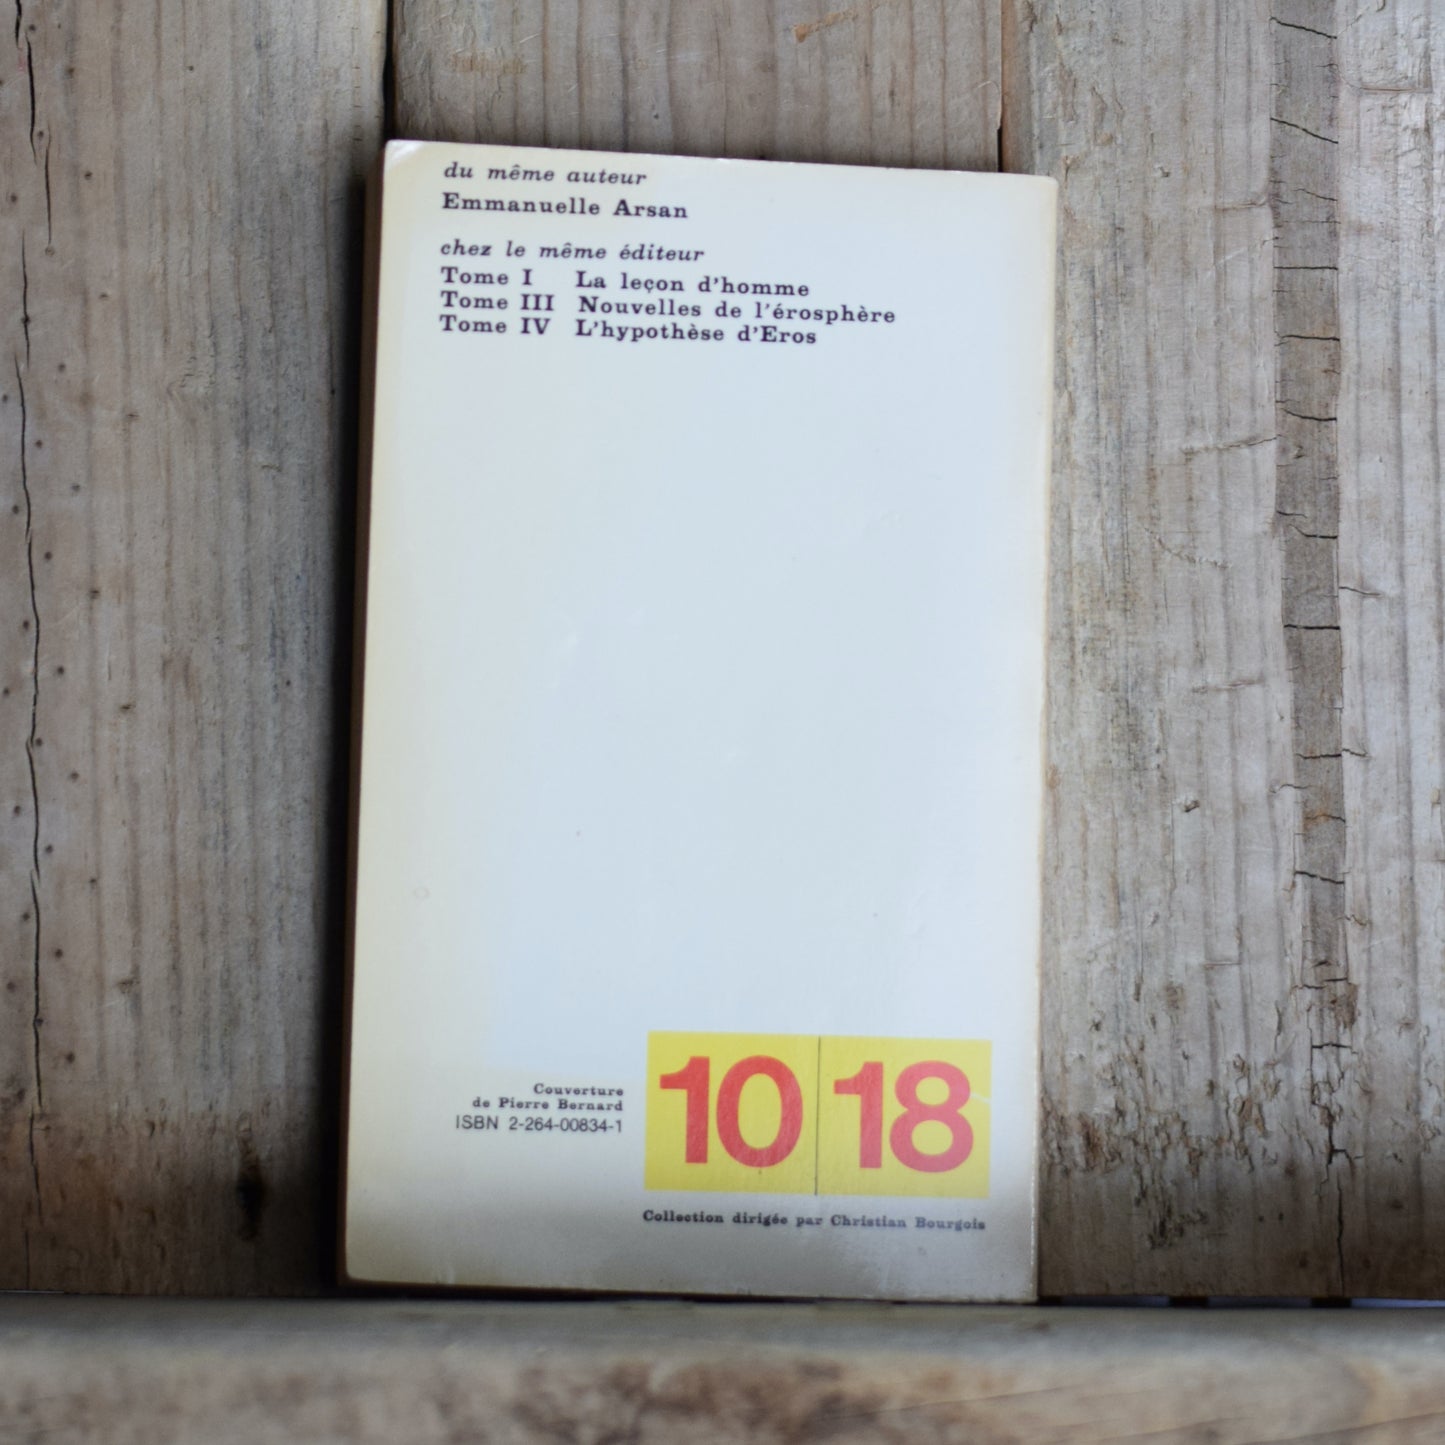 du même auteur
Emmanuelle Arsan
chez le même éditeur
Tome I La leçon d'homme
Tome III Nouvelles de l'érosphère
Tome IV L'hypothèse d'Eros
Couverture
de Pierre Bernard
ISBN 2-264-00834-1
10 18
Collection dirigée par Christian Bourgois